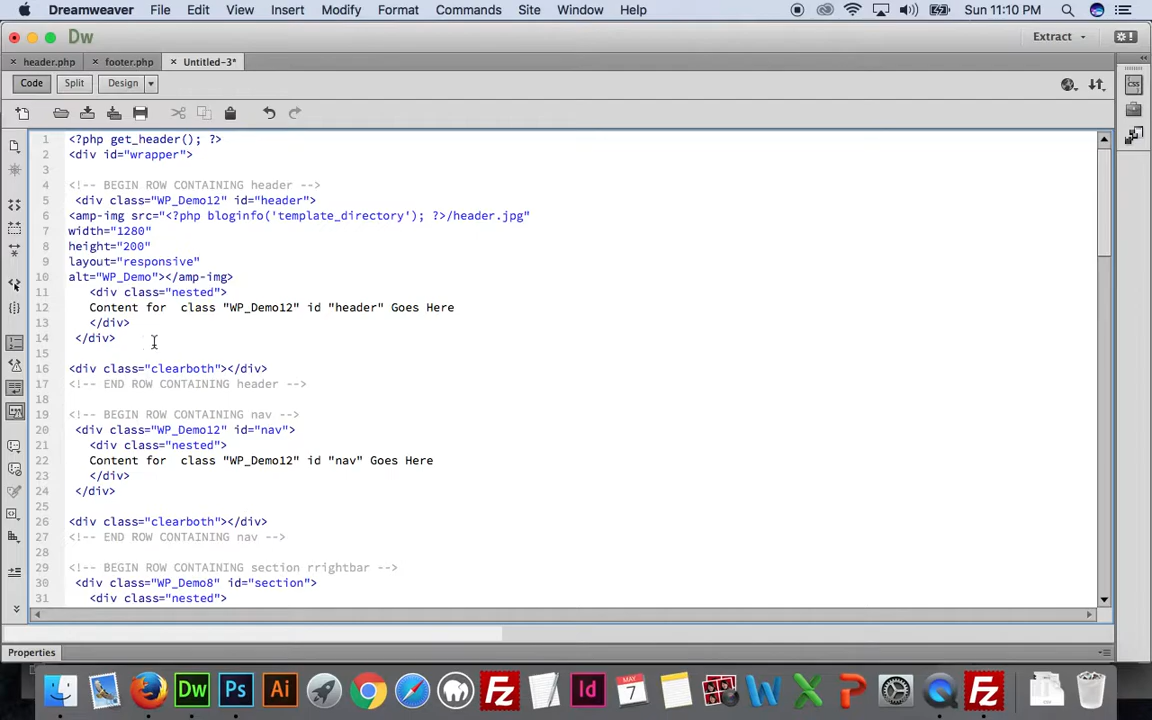 Dreamweaver File Edit View Insert Modify Format Commands Site Window Help Sun 11:10 PM
Dw Extract
header.php footer.php Untitled-3*
Code Split Design
1 <?php get_header(); ?>
2 <div id="wrapper">
3
4 <!-- BEGIN ROW CONTAINING header -->
5 <div class="WP_Demo12" id="header">
6 <amp-img src="<?php bloginfo('template_directory'); ?>/header.jpg"
7 width="1280"
8 height="200"
9 layout="responsive"
10 alt="WP_Demo"></amp-img>
11 <div class="nested">
12 Content for  class "WP_Demo12" id "header" Goes Here
13 </div>
14 </div>
15
16 <div class="clearboth"></div>
17 <!-- END ROW CONTAINING header -->
18
19 <!-- BEGIN ROW CONTAINING nav -->
20 <div class="WP_Demo12" id="nav">
21 <div class="nested">
22 Content for  class "WP_Demo12" id "nav" Goes Here
23 </div>
24 </div>
25
26 <div class="clearboth"></div>
27 <!-- END ROW CONTAINING nav -->
28
29 <!-- BEGIN ROW CONTAINING section rrightbar -->
30 <div class="WP_Demo8" id="section">
31 <div class="nested">
Properties
Dw Ps Ai Fz Id MAY 7 W X P Fz